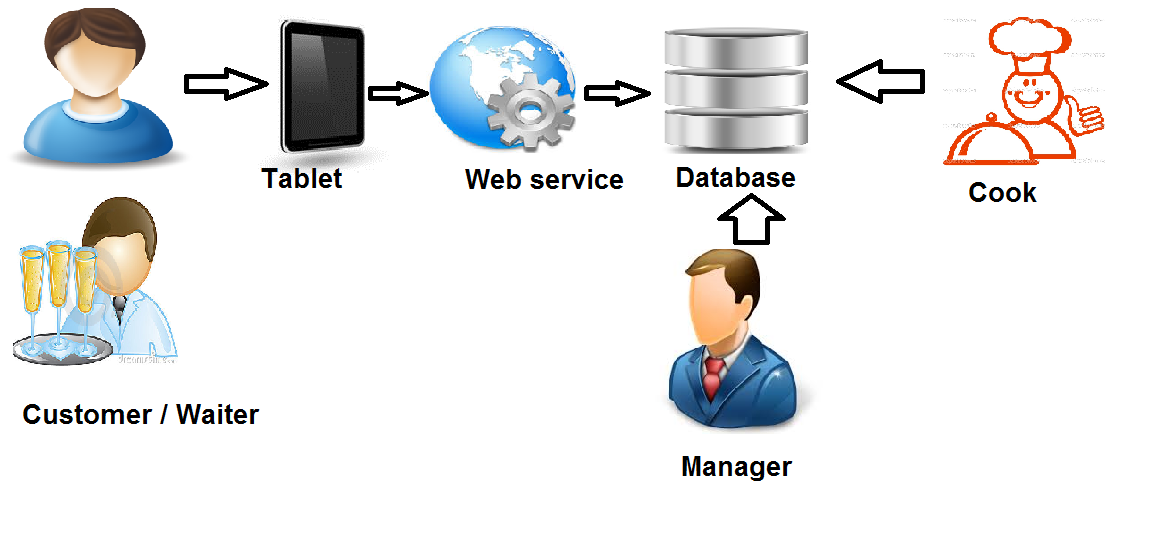 Tablet
Web service
Database
Cook
Customer / Waiter
Manager